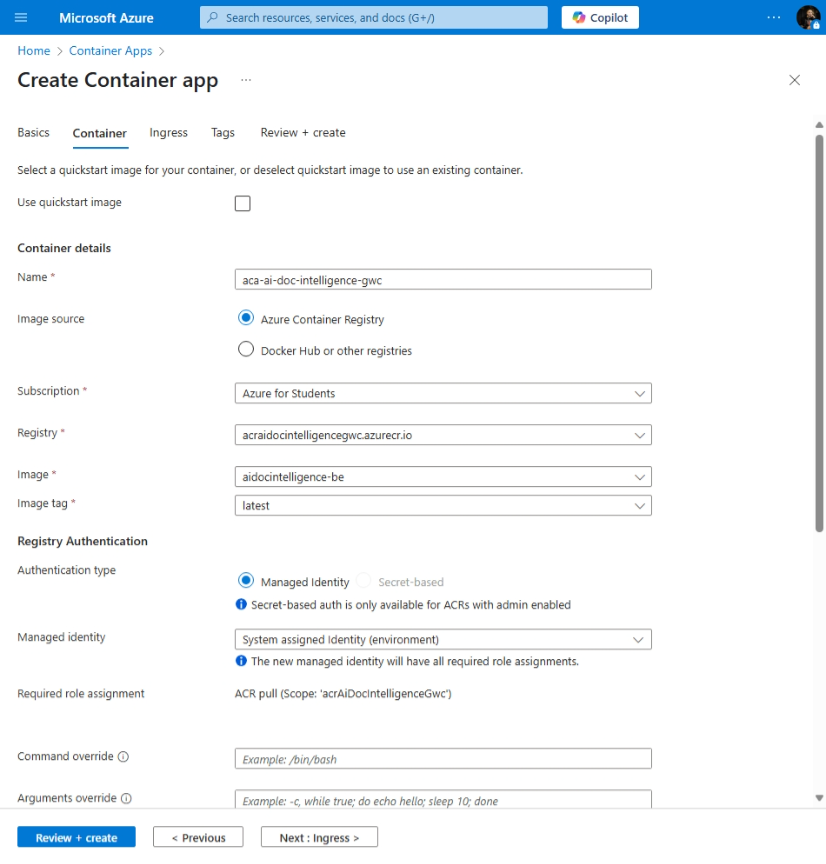 Microsoft Azure
Search resources, services, and docs (G+/)
Copilot
Home > Container Apps >
Create Container app ...
Basics Container Ingress Tags Review + create
Select a quickstart image for your container, or deselect quickstart image to use an existing container.
Use quickstart image
Container details
Name * aca-ai-doc-intelligence-gwc
Image source Azure Container Registry
Docker Hub or other registries
Subscription * Azure for Students
Registry * acraidocintelligencegwc.azurecr.io
Image * aidocintelligence-be
Image tag * latest
Registry Authentication
Authentication type Managed Identity Secret-based
Secret-based auth is only available for ACRs with admin enabled
Managed identity System assigned Identity (environment)
The new managed identity will have all required role assignments.
Required role assignment ACR pull (Scope: 'acrAiDocIntelligenceGwc')
Command override Example: /bin/bash
Arguments override Example: -c, while true; do echo hello; sleep 10; done
Review + create < Previous Next : Ingress >